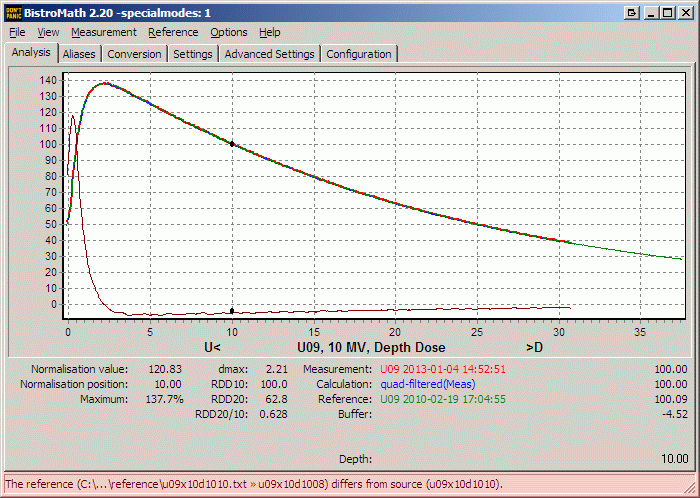 DON'T PANIC BistroMath 2.20 -specialmodes: 1
File View Measurement Reference Options Help
Analysis Aliases Conversion Settings Advanced Settings Configuration
140
130
120
110
100
90
80
70
60
50
40
30
20
10
0
0 5 10 15 20 25 30 35
U< U09, 10 MV, Depth Dose >D
Normalisation value: 120.83 dmax: 2.21 Measurement: U09 2013-01-04 14:52:51 100.00
Normalisation position: 10.00 RDD10: 100.0 Calculation: quad-filtered(Meas) 100.00
Maximum: 137.7% RDD20: 62.8 Reference: U09 2010-02-19 17:04:55 100.09
RDD20/10: 0.628 Buffer: -4.52
Depth: 10.00
The reference (C:\...\reference\u09x10d1010.txt » u09x10d1008) differs from source (u09x10d1010).